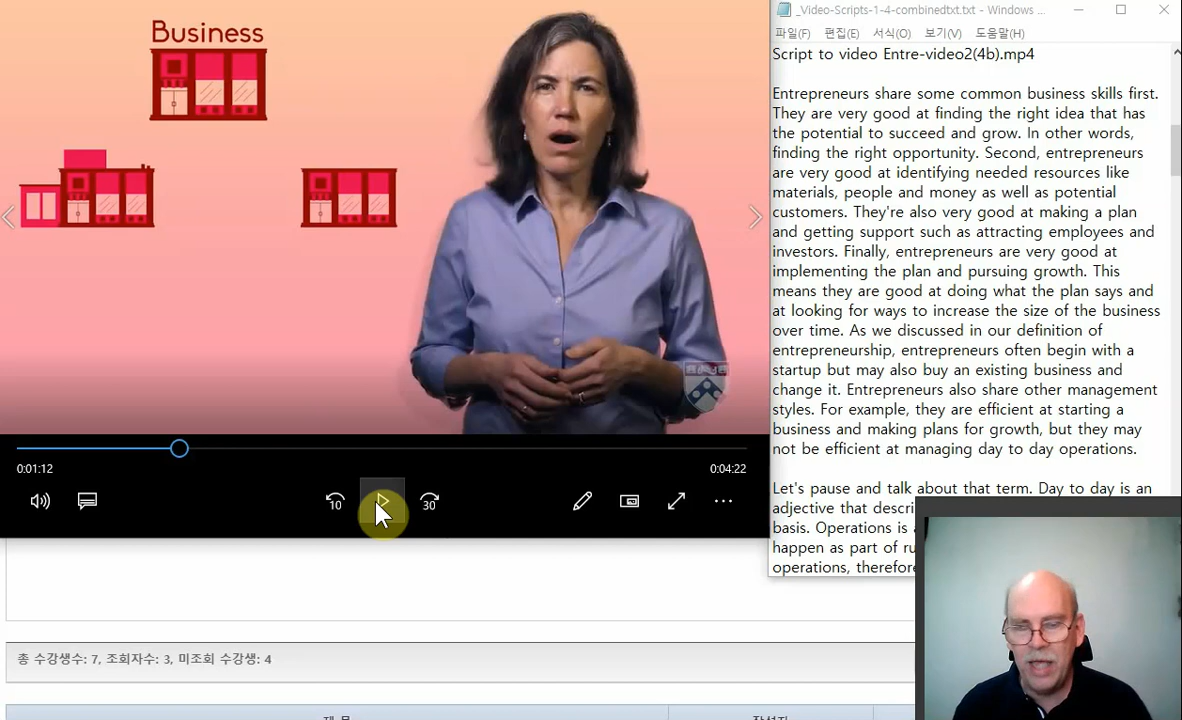 Business
0:01:12
0:04:22
10
30
_Video-Scripts-1-4-combinedtxt.txt - Windows ...
파일(F) 편집(E) 서식(O) 보기(V) 도움말(H)
Script to video Entre-video2(4b).mp4
Entrepreneurs share some common business skills first.
They are very good at finding the right idea that has
the potential to succeed and grow. In other words,
finding the right opportunity. Second, entrepreneurs
are very good at identifying needed resources like
materials, people and money as well as potential
customers. They're also very good at making a plan
and getting support such as attracting employees and
investors. Finally, entrepreneurs are very good at
implementing the plan and pursuing growth. This
means they are good at doing what the plan says and
at looking for ways to increase the size of the business
over time. As we discussed in our definition of
entrepreneurship, entrepreneurs often begin with a
startup but may also buy an existing business and
change it. Entrepreneurs also share other management
styles. For example, they are efficient at starting a
business and making plans for growth, but they may
not be efficient at managing day to day operations.
Let's pause and talk about that term. Day to day is an
adjective that descri
basis. Operations is
happen as part of ru
operations, therefore
총 수강생수: 7, 조회자수: 3, 미조회 수강생: 4